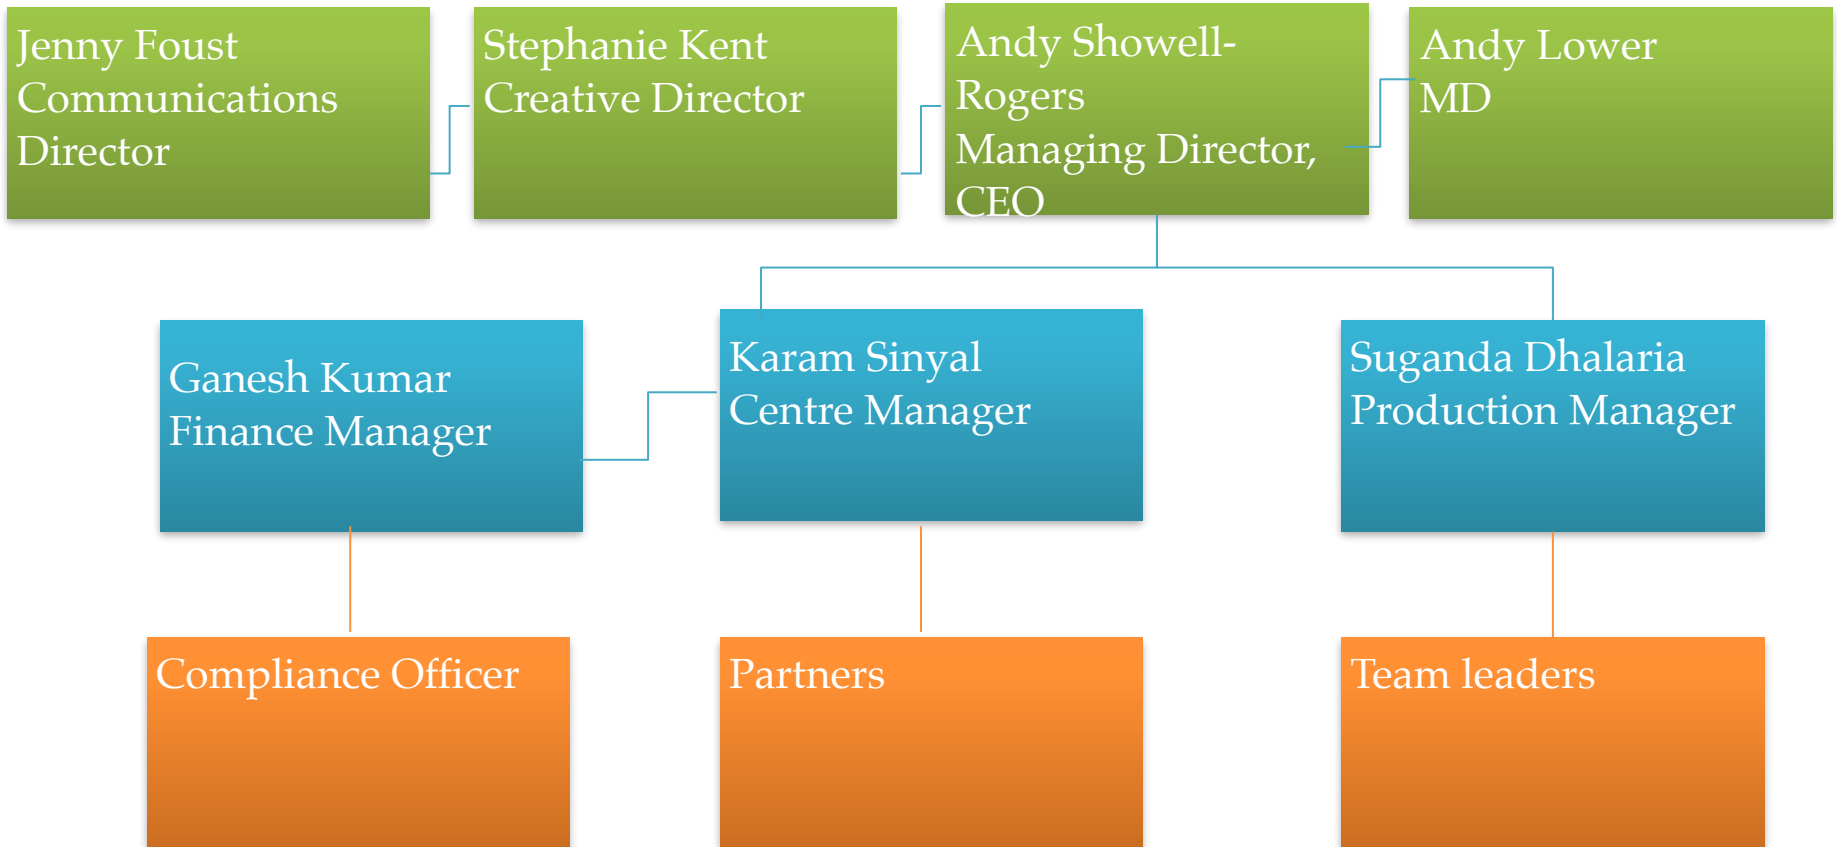 Jenny Foust
Communications
Director
Stephanie Kent
Creative Director
Andy Showell-
Rogers
Managing Director,
CEO
Andy Lower
MD
Ganesh Kumar
Finance Manager
Karam Sinyal
Centre Manager
Suganda Dhalaria
Production Manager
Compliance Officer
Partners
Team leaders